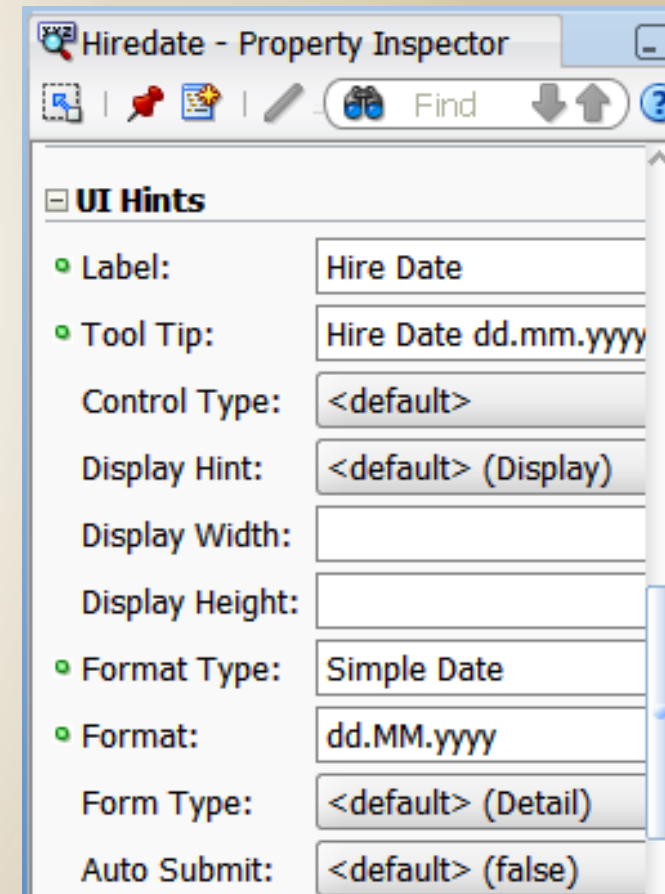 Hiredate - Property Inspector
Find
UI Hints
Label: Hire Date
Tool Tip: Hire Date dd.mm.yyyy
Control Type: <default>
Display Hint: <default> (Display)
Display Width:
Display Height:
Format Type: Simple Date
Format: dd.MM.yyyy
Form Type: <default> (Detail)
Auto Submit: <default> (false)